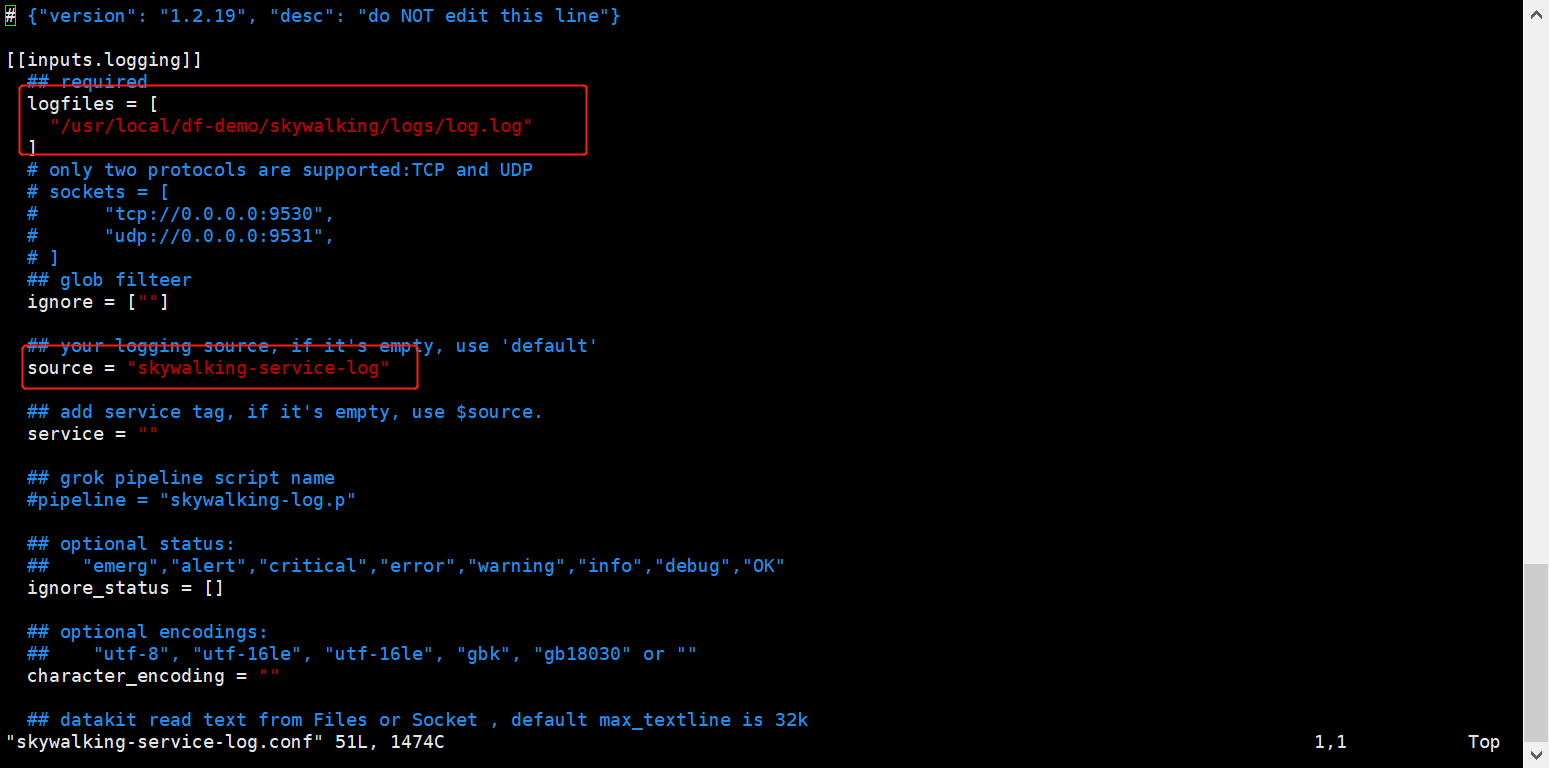 # {"version": "1.2.19", "desc": "do NOT edit this line"}
[[inputs.logging]]
## required
logfiles = [
"/usr/local/df-demo/skywalking/logs/log.log"
]
# only two protocols are supported:TCP and UDP
# sockets = [
#      "tcp://0.0.0.0:9530",
#      "udp://0.0.0.0:9531",
# ]
## glob filteer
ignore = [""]
## your logging source, if it's empty, use 'default'
source = "skywalking-service-log"
## add service tag, if it's empty, use $source.
service = ""
## grok pipeline script name
#pipeline = "skywalking-log.p"
## optional status:
##   "emerg","alert","critical","error","warning","info","debug","OK"
ignore_status = []
## optional encodings:
##    "utf-8", "utf-16le", "utf-16le", "gbk", "gb18030" or ""
character_encoding = ""
## datakit read text from Files or Socket , default max_textline is 32k
"skywalking-service-log.conf" 51L, 1474C 1,1 Top